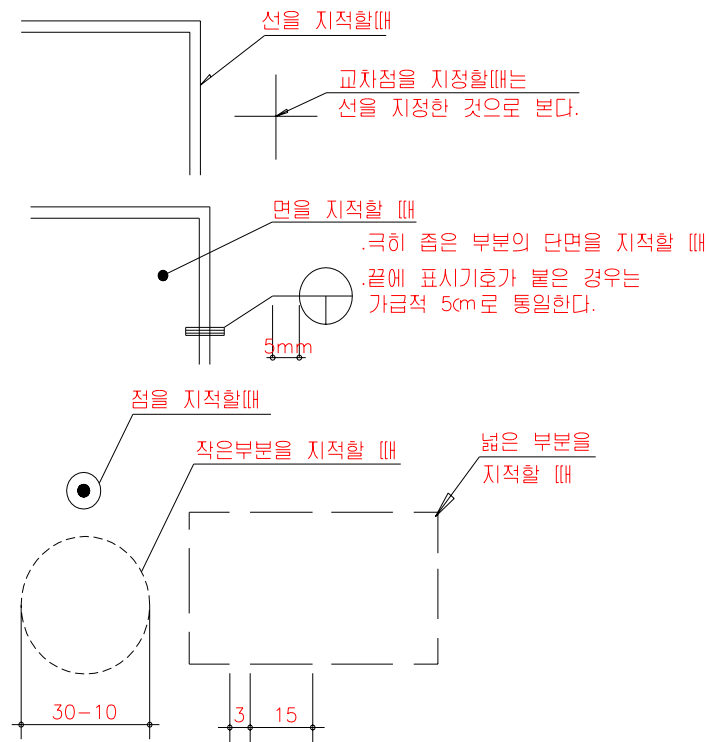 선을 지적할때
교차점을 지정할때는
선을 지정한 것으로 본다.
면을 지적할 때
.극히 좁은 부분의 단면을 지적할 때
.끝에 표시기호가 붙은 경우는
가급적 5cm로 통일한다.
5mm
점을 지적할때
작은부분을 지적할 때
넓은 부분을
지적할 때
30-10
3
15